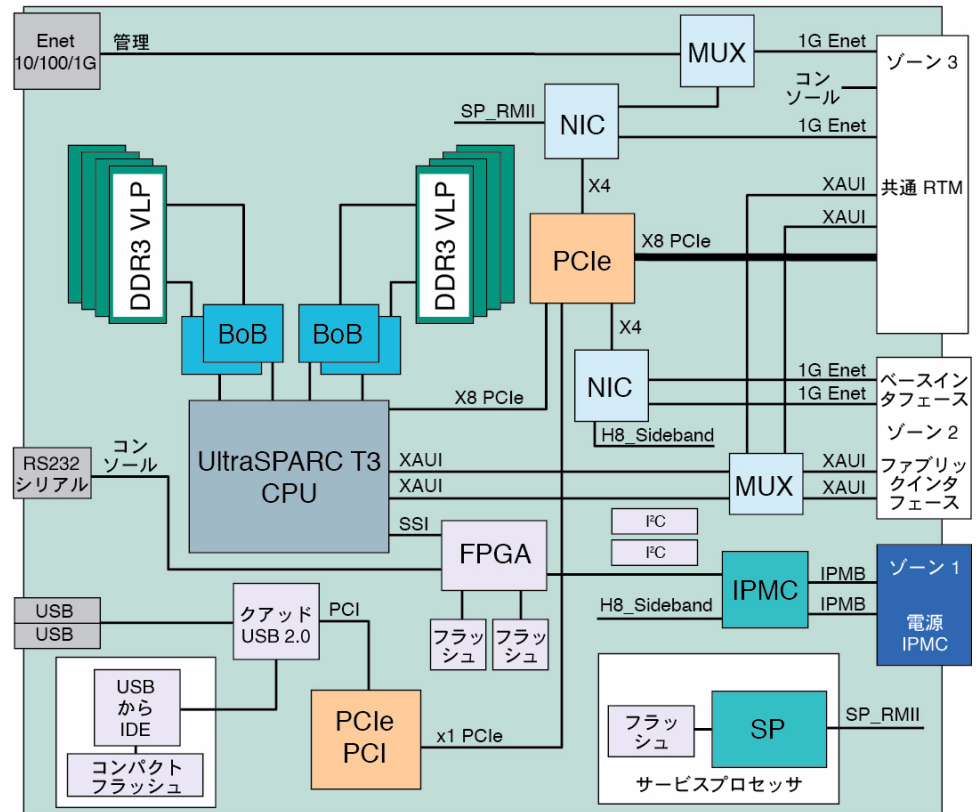 Enet
10/100/1G
管理
MUX
1G Enet
ゾーン 3
コン
ソール
SP_RMII
NIC
1G Enet
X4
XAUI
共通 RTM
XAUI
DDR3 VLP
DDR3 VLP
PCIe
X8 PCIe
BoB
BoB
X4
NIC
1G Enet
1G Enet
ベースイン
タフェース
X8 PCIe
H8_Sideband
ゾーン 2
RS232
シリアル
コン
ソール
UltraSPARC T3
CPU
XAUI
XAUI
MUX
XAUI
XAUI
ファブリッ
クインタ
フェース
SSI
FPGA
I²C
I²C
IPMC
IPMB
IPMB
ゾーン 1
電源
IPMC
H8_Sideband
フラッ
シュ
フラッ
シュ
USB
USB
クアッド
USB 2.0
PCI
USB
から
IDE
コンパクト
フラッシュ
PCIe
PCI
x1 PCIe
フラッ
シュ
SP
SP_RMII
サービスプロセッサ